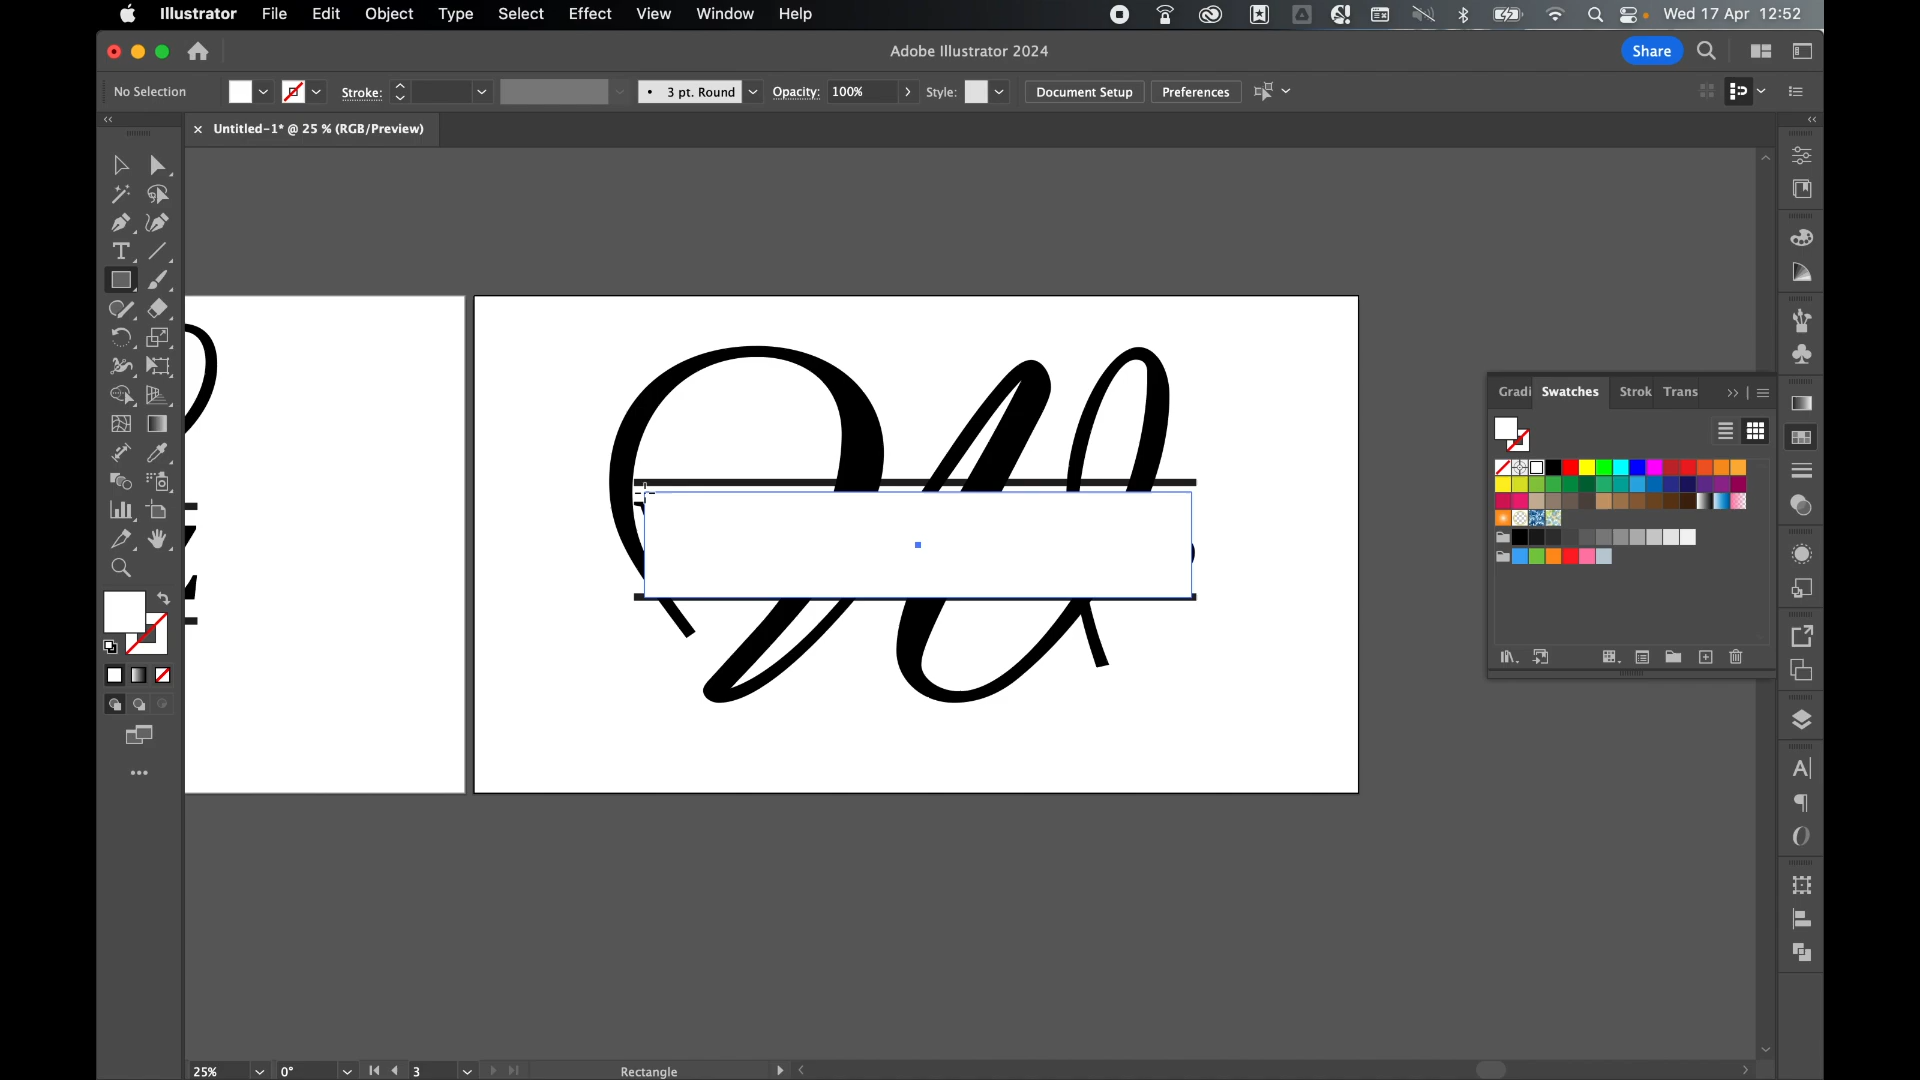 Illustrator File Edit Object Type Select Effect View Window Help Wed 17 Apr 12:52
Adobe Illustrator 2024 Share
No Selection Stroke: 3 pt. Round Opacity: 100% Style: Document Setup Preferences
Untitled-1* @ 25 % (RGB/Preview)
Gradi Swatches Strok Trans
25% 0° 3 Rectangle